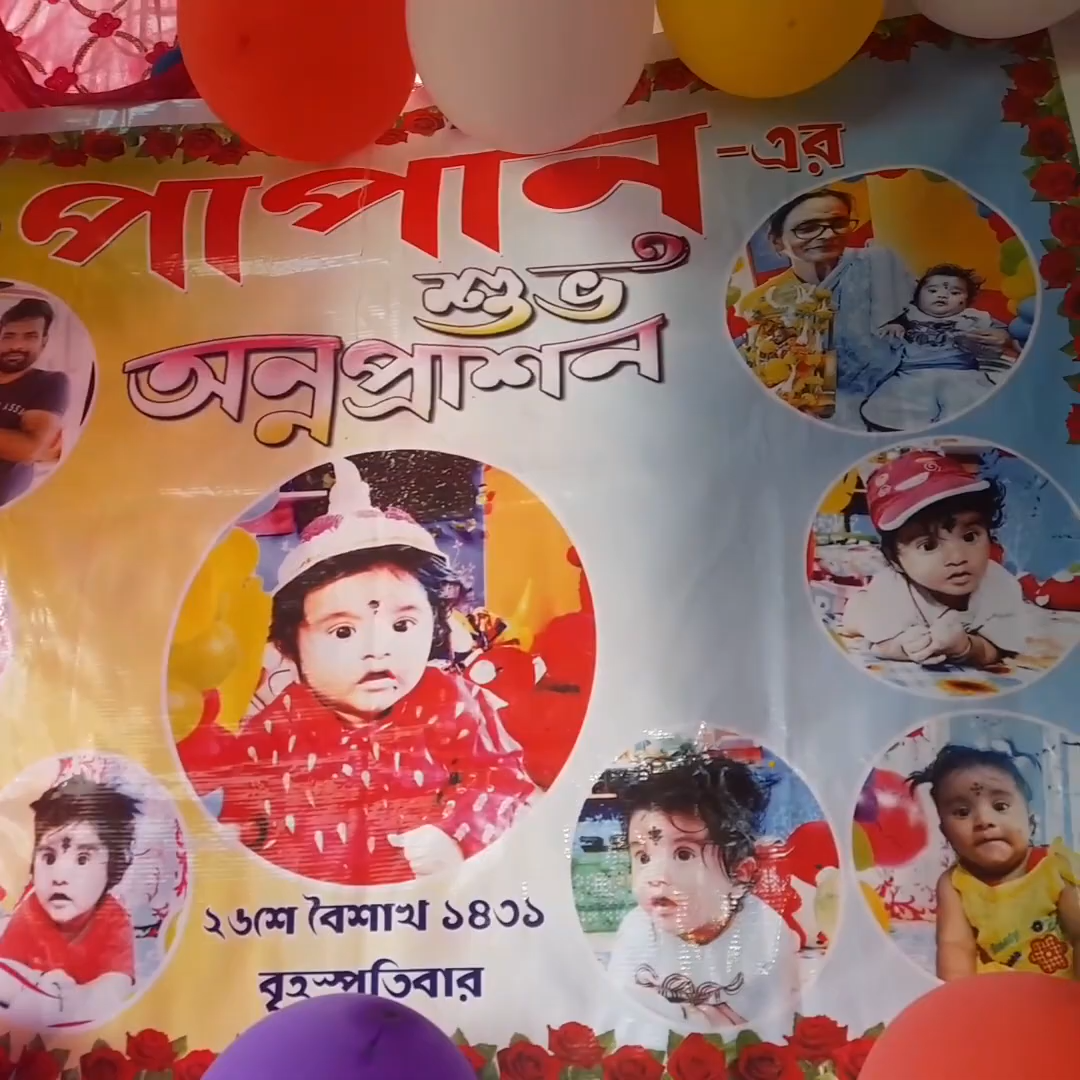 পাপান -এর
শুভ
অন্নপ্রাশন
২৬শে বৈশাখ ১৪৩১
বৃহস্পতিবার